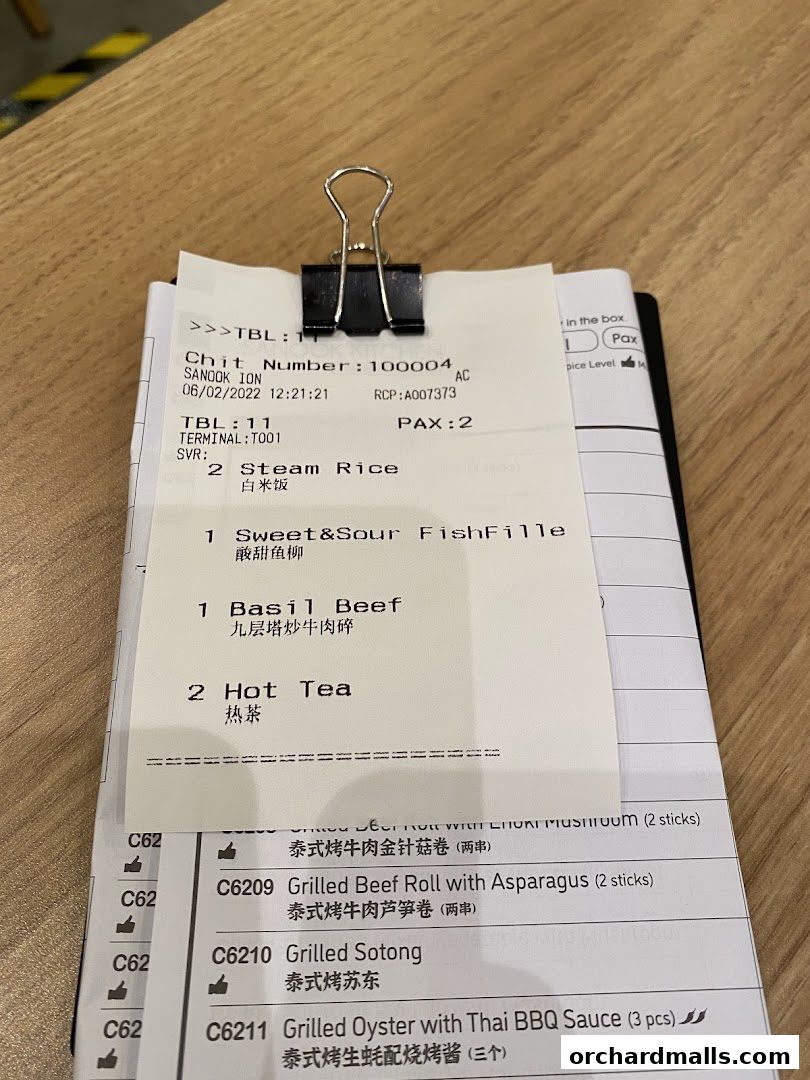 >>>TBL:11
Chit Number:100004
SANOOK ION AC
06/02/2022 12:21:21 RCP:A007373
TBL:11 PAX:2
TERMINAL:T001
SVR:
2 Steam Rice
白米饭
1 Sweet&Sour FishFille
酸甜鱼柳
1 Basil Beef
九层塔炒牛肉碎
2 Hot Tea
热茶
in the box.
Pax
Spice Level
Grilled Beef Roll with Enoki Mushroom (2 sticks)
泰式烤牛肉金针菇卷 (两串)
C6209 Grilled Beef Roll with Asparagus (2 sticks)
泰式烤牛肉芦笋卷 (两串)
C6210 Grilled Sotong
泰式烤苏东
C6211 Grilled Oyster with Thai BBQ Sauce (3 pcs)
泰式烤生蚝配烧烤酱 (三个)
C62
C62
C62
C62
orchardmalls.com